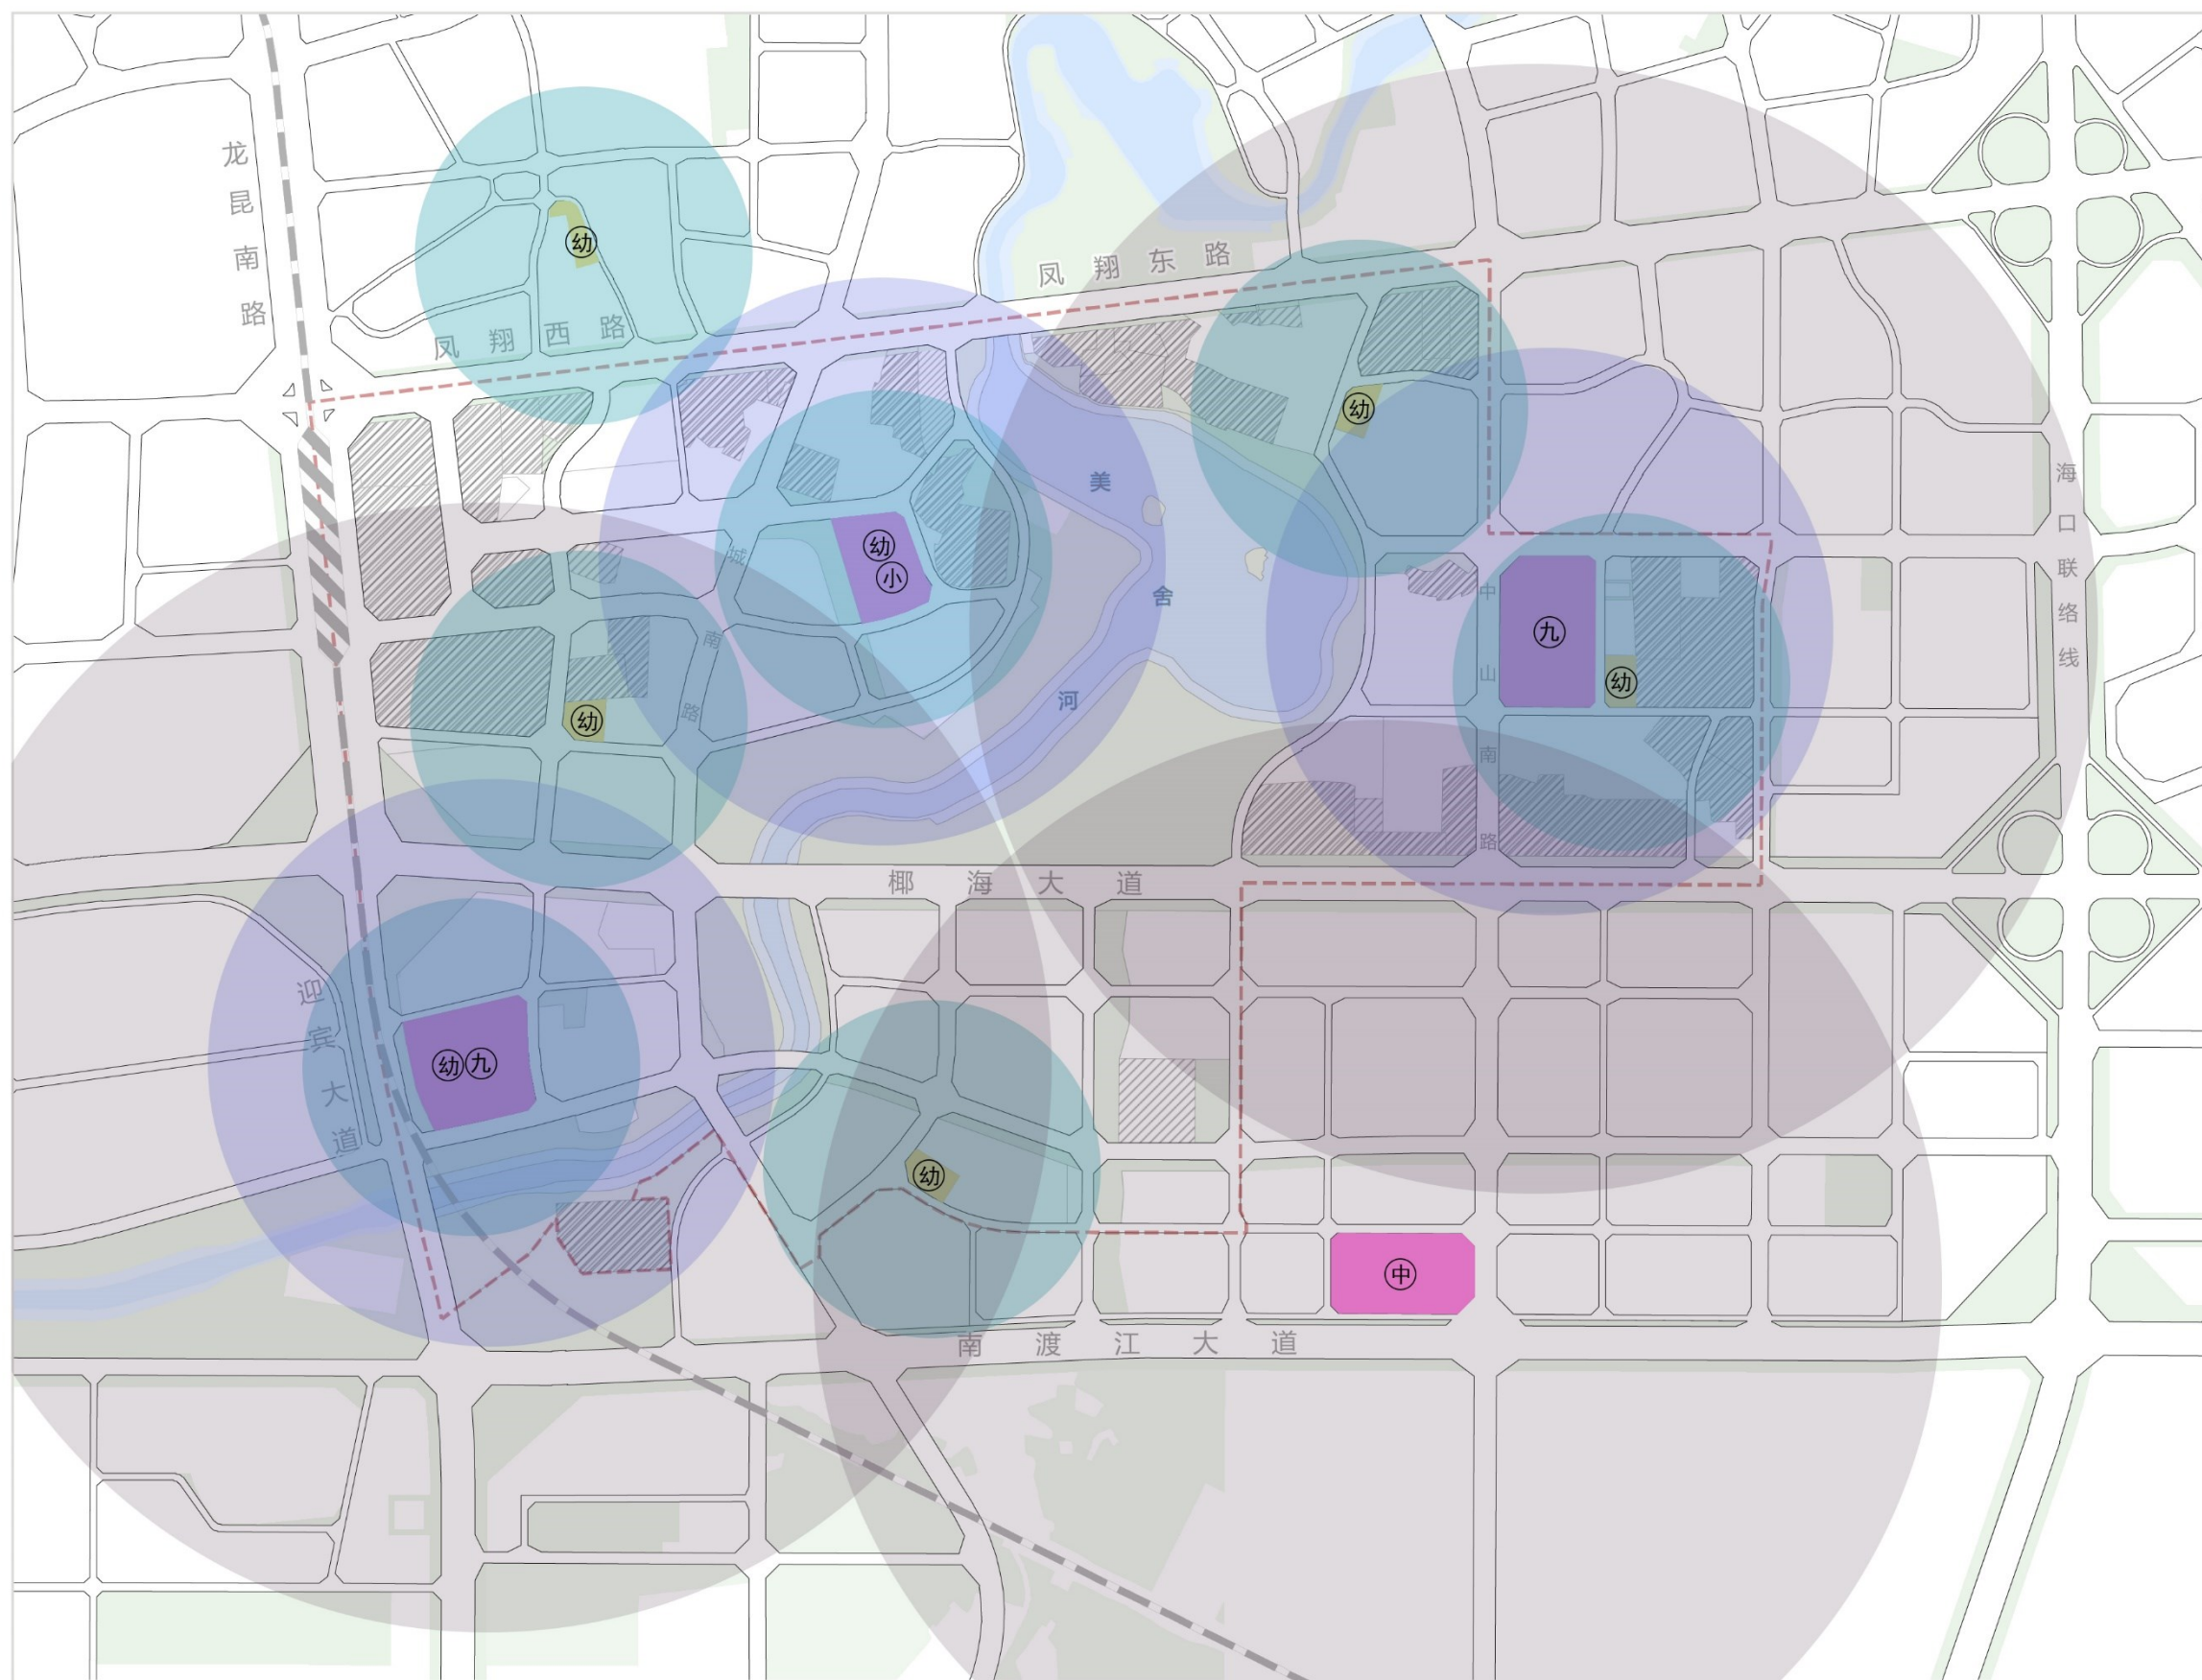 龙昆南路
幼
凤翔西路
凤翔东路
幼
幼
小
城南路
美舍河
海口联络线
中山南路
九
幼
幼
椰海大道
迎宾大道
幼九
幼
中
南渡江大道